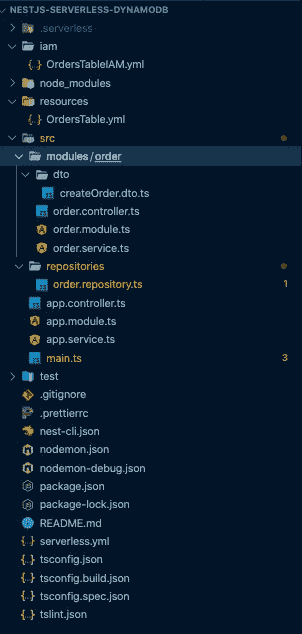 NESTJS-SERVERLESS-DYNAMODB
.serverless
iam
{..} OrdersTableIAM.yml
node_modules
resources
{..} OrdersTable.yml
src
modules/order
dto
createOrder.dto.ts
order.controller.ts
order.module.ts
order.service.ts
repositories
order.repository.ts 1
app.controller.ts
app.module.ts
app.service.ts
main.ts 3
test
.gitignore
.prettierrc
nest-cli.json
nodemon.json
nodemon-debug.json
package.json
package-lock.json
README.md
{..} serverless.yml
{..} tsconfig.json
{..} tsconfig.build.json
{..} tsconfig.spec.json
{..} tslint.json